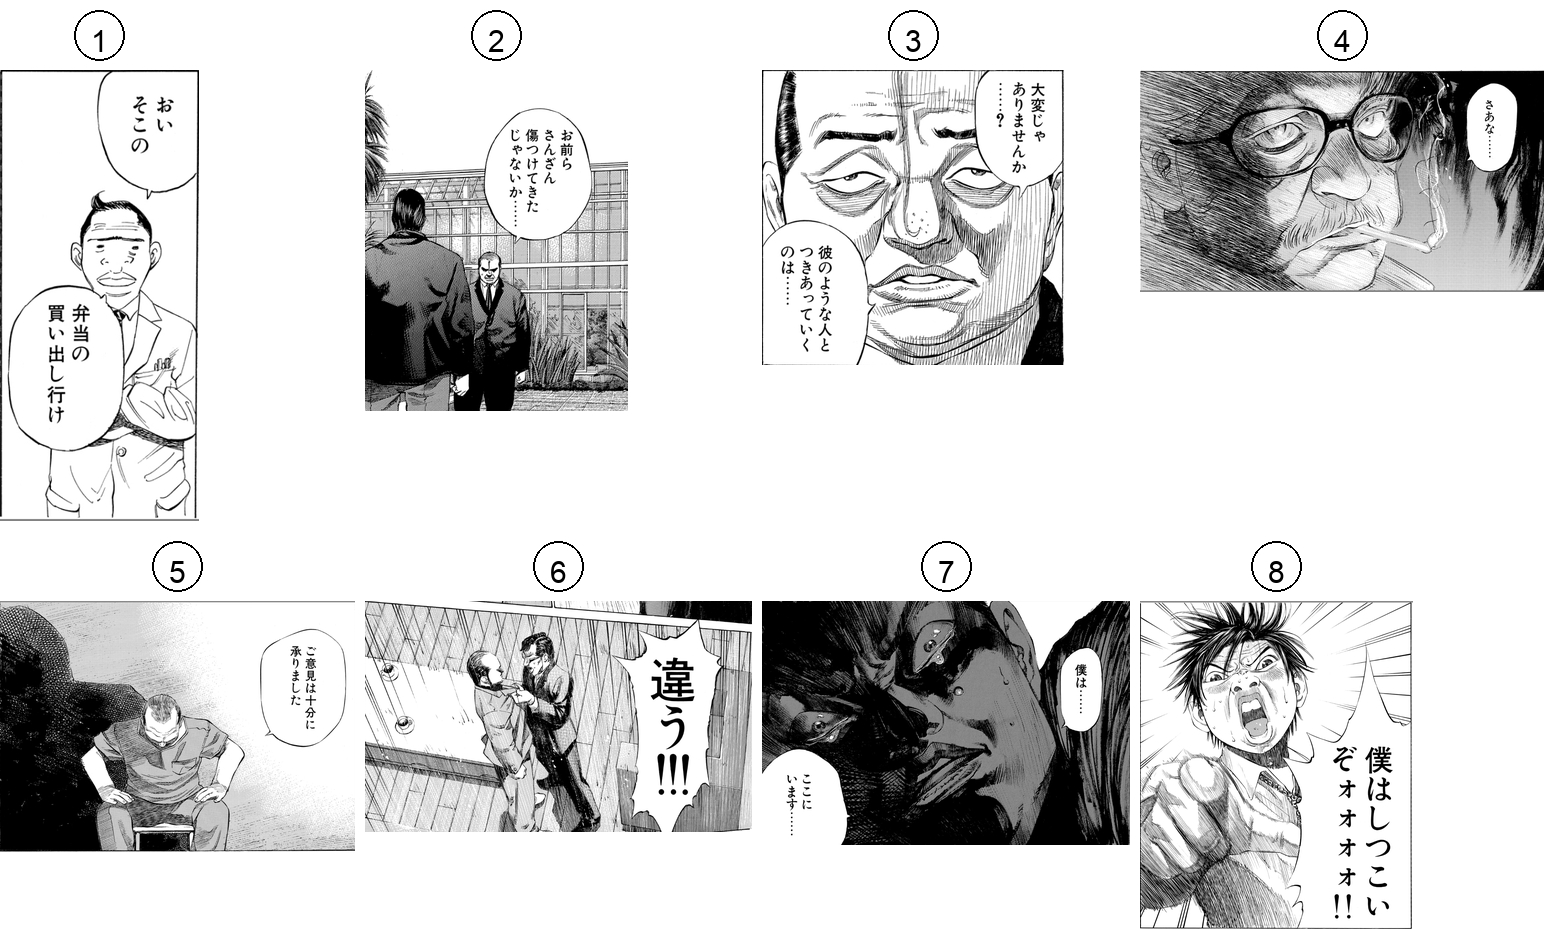 1
おい
そこの
弁当の
買い出し行け
2
お前ら
さんざん
傷つけてきた
じゃないか……
3
大変じゃ
ありませんか
……?
彼のような人と
つきあっていく
のは……
4
さあな……
5
ご意見は十分に
承りました
6
違う!!!
7
僕は……
ここに
います……
8
僕はしつこい
ぞォォォォ!!